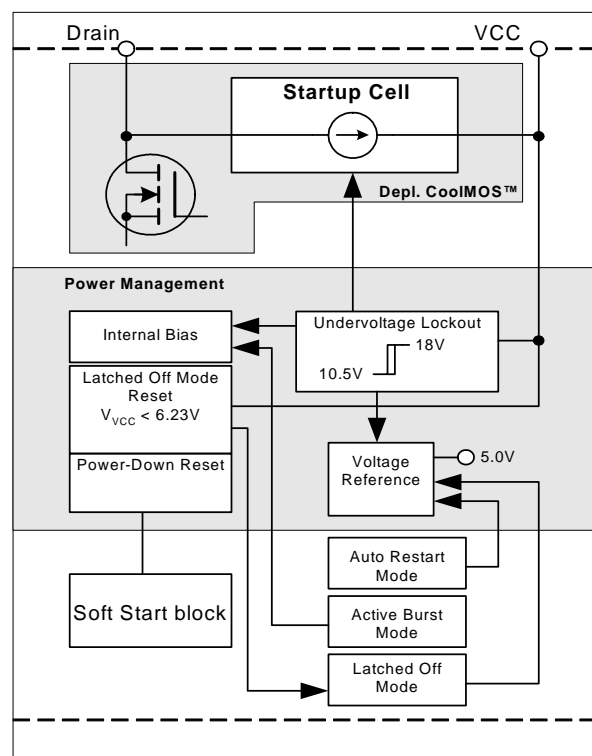 Drain
VCC
Startup Cell
Depl. CoolMOS™
Power Management
Internal Bias
Undervoltage Lockout
18V
10.5V
Latched Off Mode
Reset
VVCC < 6.23V
Power-Down Reset
Voltage
Reference
5.0V
Auto Restart
Mode
Soft Start block
Active Burst
Mode
Latched Off
Mode